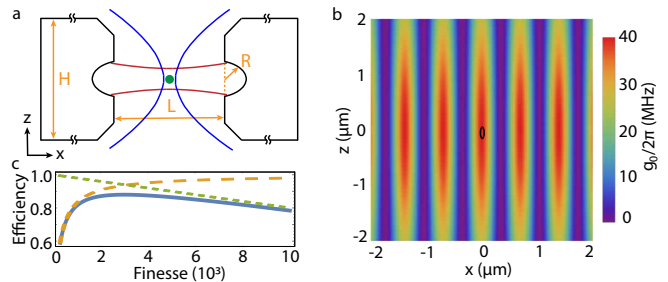 a
H
R
L
z
x
c
Efficiency
1.0
0.8
0.6
0
2
4
6
8
10
Finesse (10³)
b
z (µm)
2
1
0
-1
-2
-2
-1
0
1
2
x (µm)
40
30
20
10
0
g₀/2π (MHz)